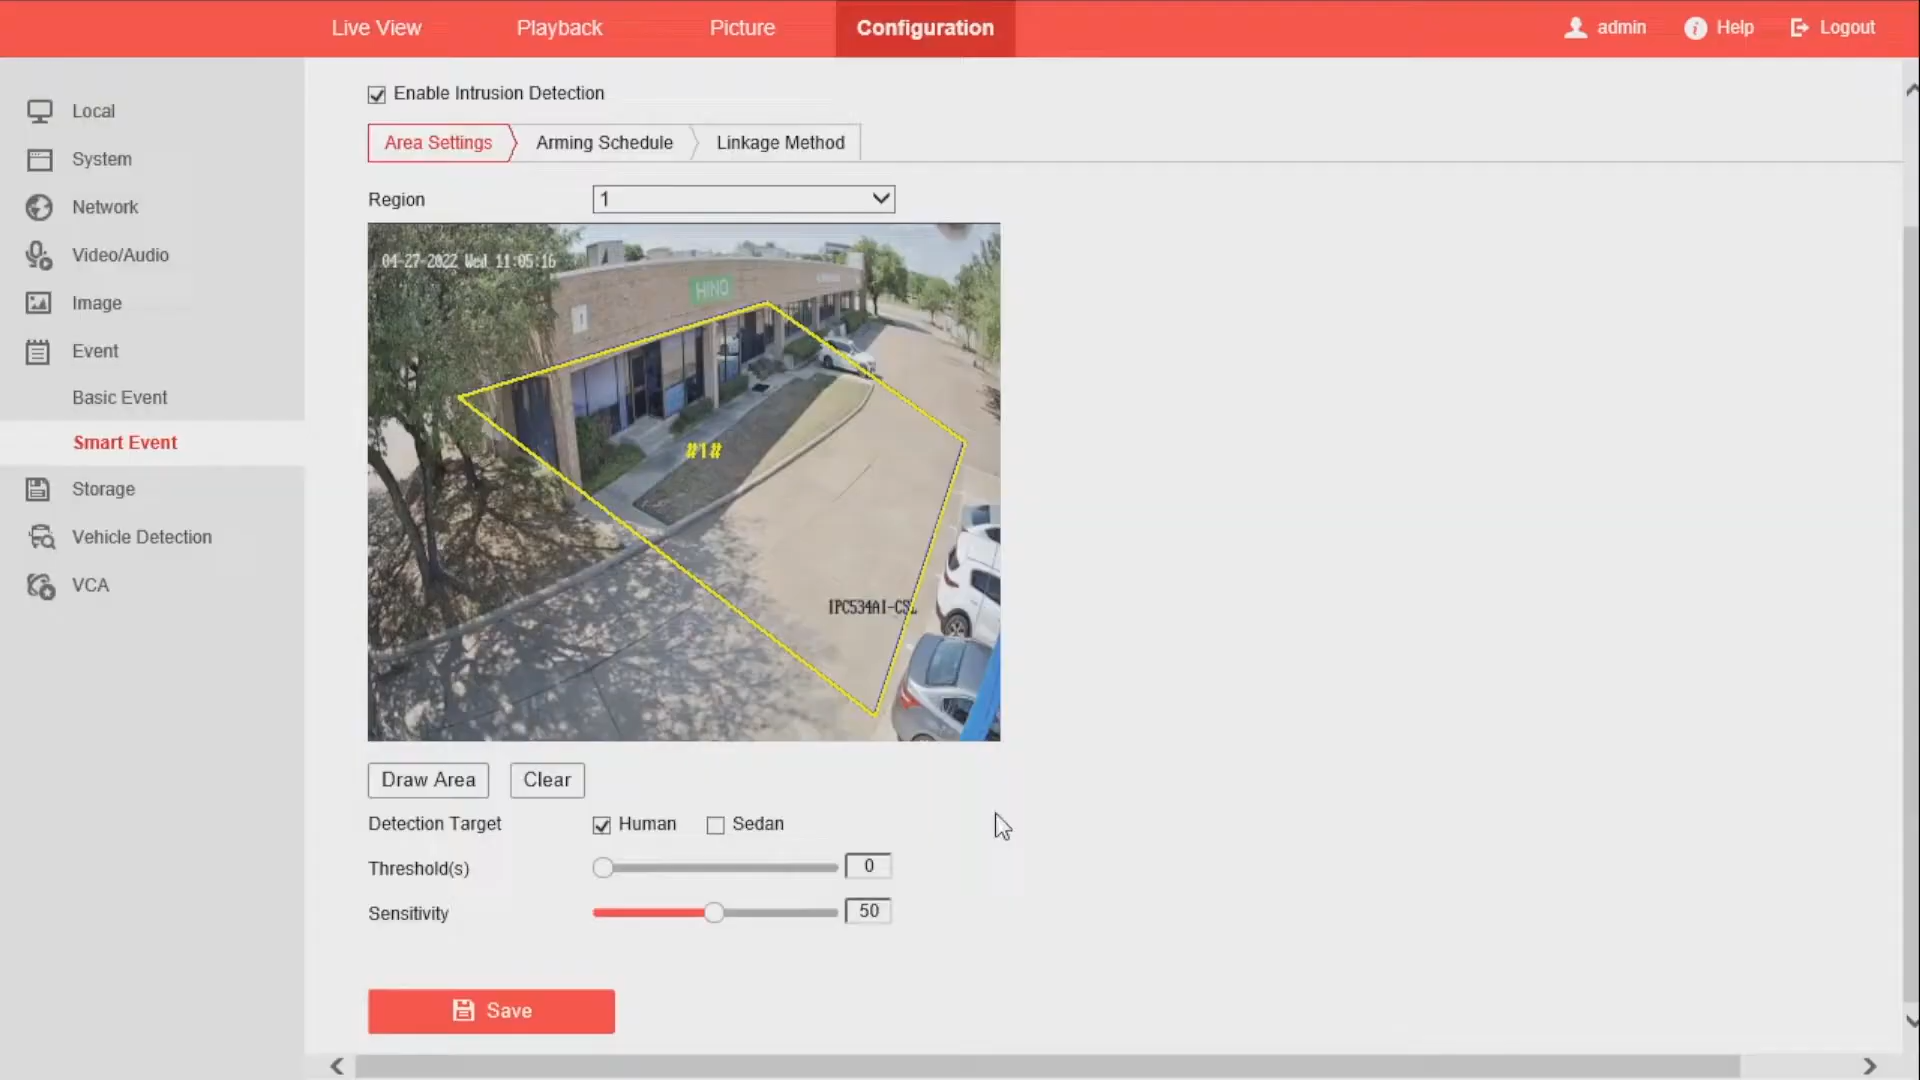 Live View
Playback
Picture
Configuration
admin
Help
Logout
Local
System
Network
Video/Audio
Image
Event
Basic Event
Smart Event
Storage
Vehicle Detection
VCA
Enable Intrusion Detection
Area Settings
Arming Schedule
Linkage Method
Region
1
04-27-2022 Wed 11:05:16
HINO
1
#1#
IPC534AI-CSL
Draw Area
Clear
Detection Target
Human
Sedan
Threshold(s)
0
Sensitivity
50
Save